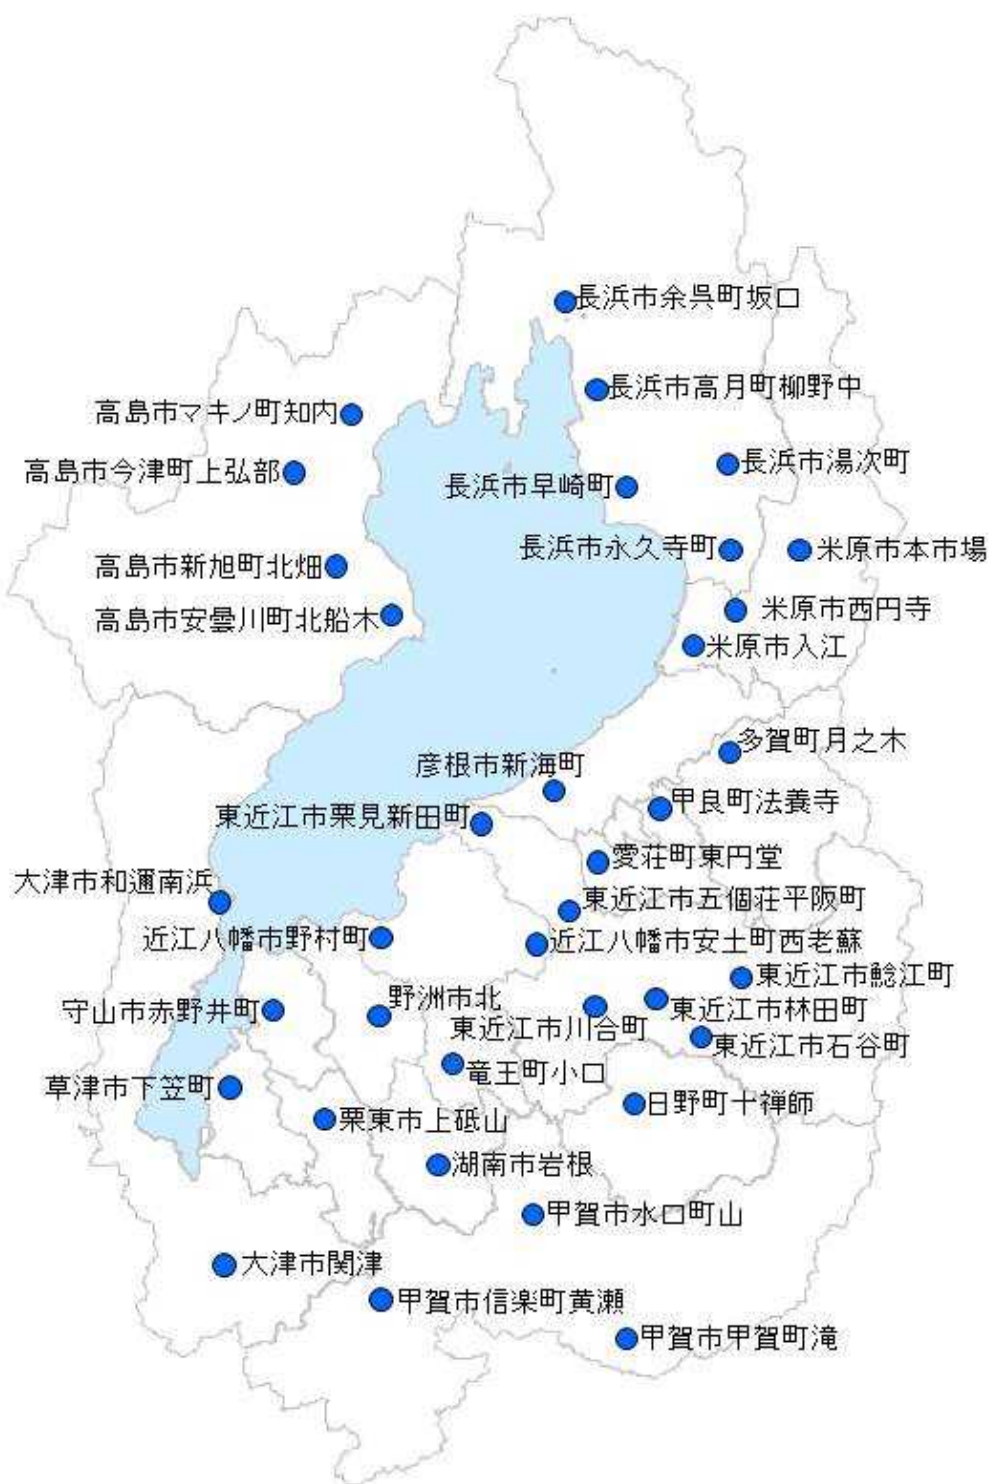 長浜市余呉町坂口
長浜市高月町柳野中
高島市マキノ町知内
長浜市湯次町
高島市今津町上弘部
長浜市早崎町
長浜市永久寺町
米原市本市場
高島市新旭町北畑
米原市西円寺
高島市安曇川町北船木
米原市入江
多賀町月之木
彦根市新海町
甲良町法養寺
東近江市栗見新田町
愛荘町東円堂
大津市和邇南浜
東近江市五個荘平阪町
近江八幡市野村町
近江八幡市安土町西老蘇
東近江市鯰江町
野洲市北
守山市赤野井町
東近江市林田町
東近江市川合町
東近江市石谷町
竜王町小口
草津市下笠町
日野町十禅師
栗東市上砥山
湖南市岩根
甲賀市水口町山
大津市関津
甲賀市信楽町黄瀬
甲賀市甲賀町滝